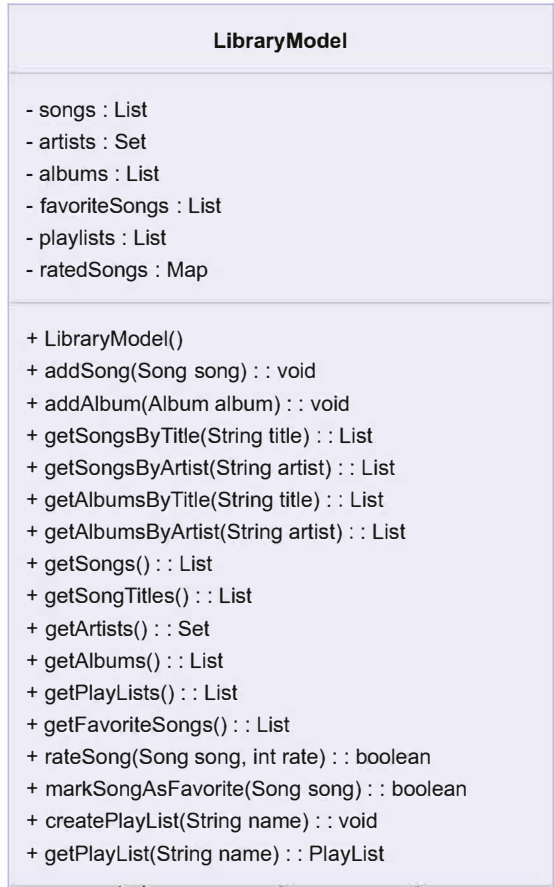 LibraryModel
- songs : List
- artists : Set
- albums : List
- favoriteSongs : List
- playlists : List
- ratedSongs : Map
+ LibraryModel()
+ addSong(Song song) : : void
+ addAlbum(Album album) : : void
+ getSongsByTitle(String title) : : List
+ getSongsByArtist(String artist) : : List
+ getAlbumsByTitle(String title) : : List
+ getAlbumsByArtist(String artist) : : List
+ getSongs() : : List
+ getSongTitles() : : List
+ getArtists() : : Set
+ getAlbums() : : List
+ getPlayLists() : : List
+ getFavoriteSongs() : : List
+ rateSong(Song song, int rate) : : boolean
+ markSongAsFavorite(Song song) : : boolean
+ createPlayList(String name) : : void
+ getPlayList(String name) : : PlayList